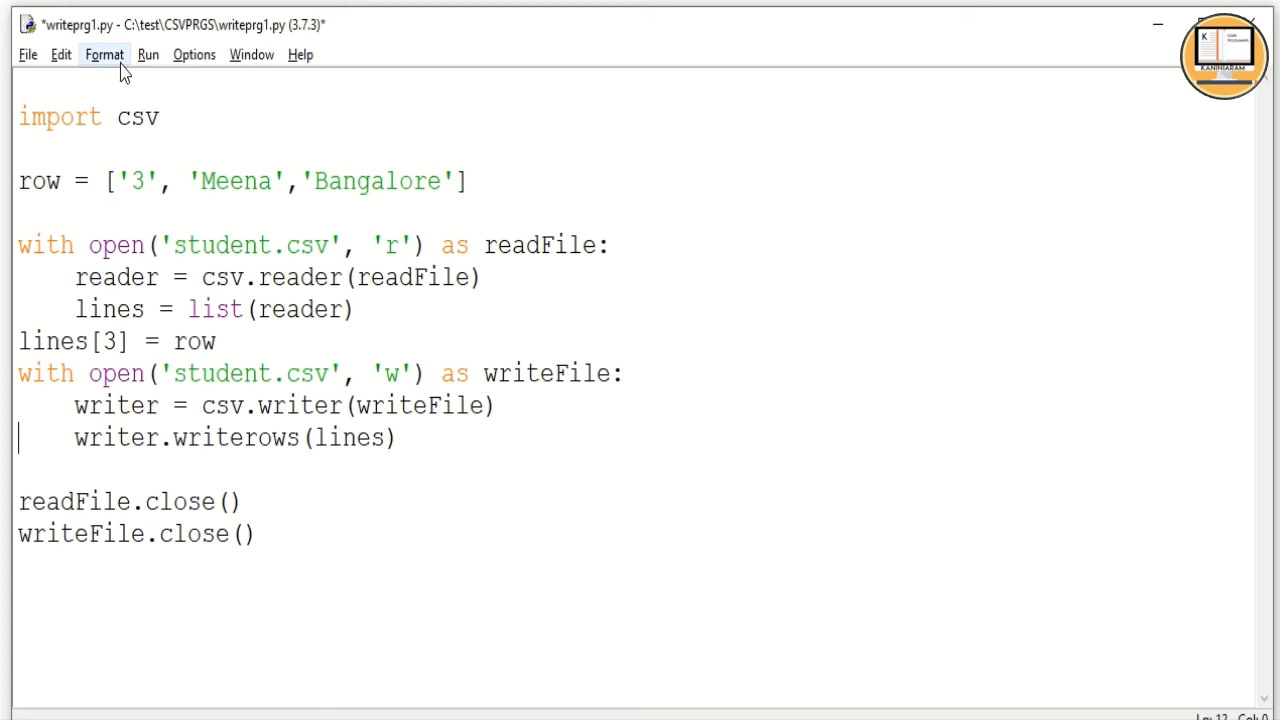 *writeprg1.py - C:\test\CSVPRGS\writeprg1.py (3.7.3)*
File Edit Format Run Options Window Help
K
KANINIARAM
import csv
row = ['3', 'Meena','Bangalore']
with open('student.csv', 'r') as readFile:
    reader = csv.reader(readFile)
    lines = list(reader)
lines[3] = row
with open('student.csv', 'w') as writeFile:
    writer = csv.writer(writeFile)
    writer.writerows(lines)
readFile.close()
writeFile.close()